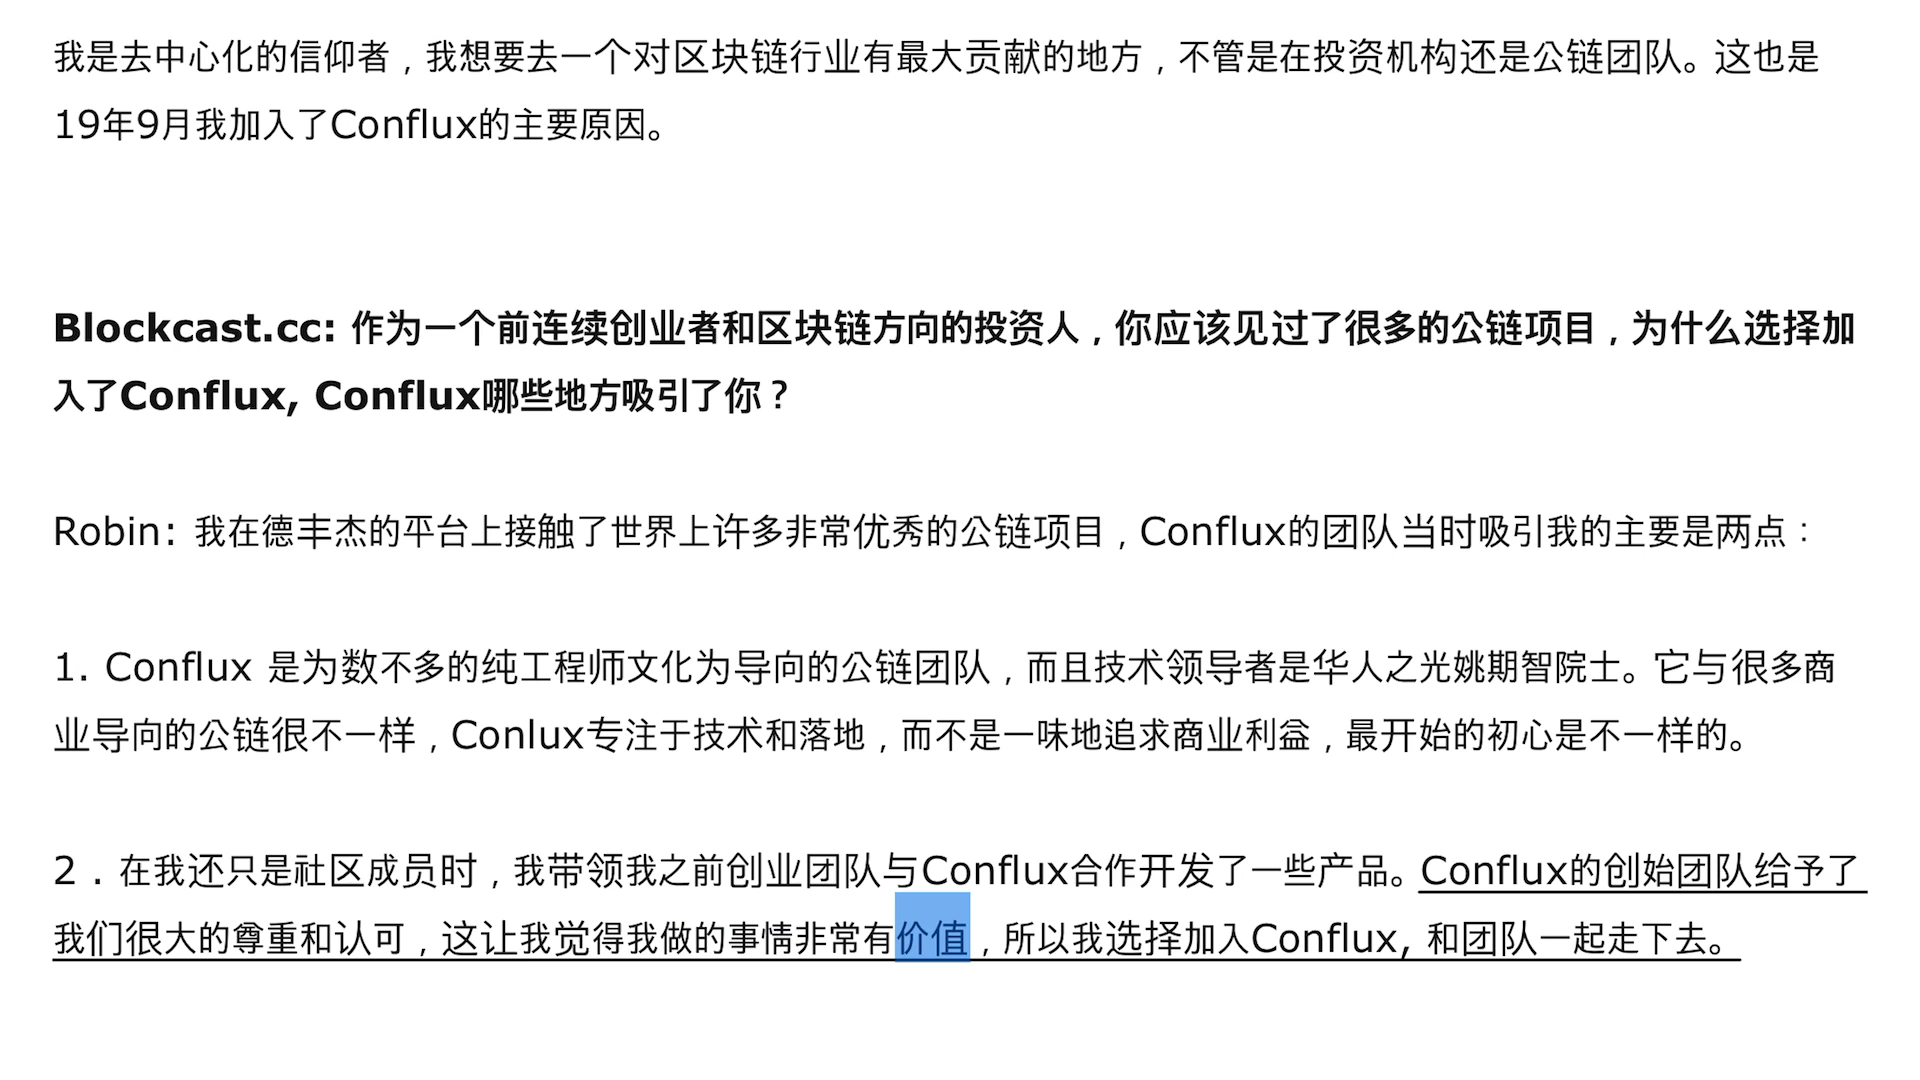 我是去中心化的信仰者，我想要去一个对区块链行业有最大贡献的地方，不管是在投资机构还是公链团队。这也是
19年9月我加入了Conflux的主要原因。
Blockcast.cc: 作为一个前连续创业者和区块链方向的投资人，你应该见过了很多的公链项目，为什么选择加
入了Conflux, Conflux哪些地方吸引了你？
Robin: 我在德丰杰的平台上接触了世界上许多非常优秀的公链项目，Conflux的团队当时吸引我的主要是两点：
1. Conflux 是为数不多的纯工程师文化为导向的公链团队，而且技术领导者是华人之光姚期智院士。它与很多商
业导向的公链很不一样，Conlux专注于技术和落地，而不是一味地追求商业利益，最开始的初心是不一样的。
2．在我还只是社区成员时，我带领我之前创业团队与Conflux合作开发了一些产品。Conflux的创始团队给予了
我们很大的尊重和认可，这让我觉得我做的事情非常有价值，所以我选择加入Conflux, 和团队一起走下去。